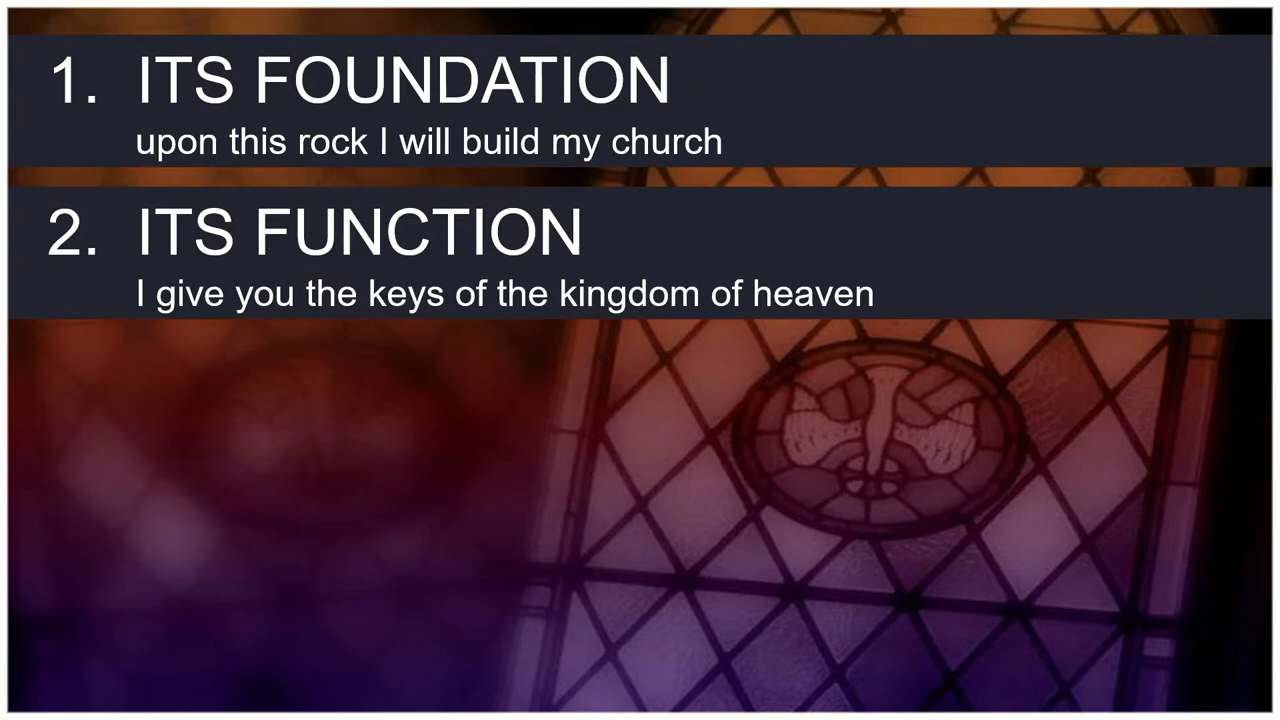 1. ITS FOUNDATION
upon this rock I will build my church
2. ITS FUNCTION
I give you the keys of the kingdom of heaven